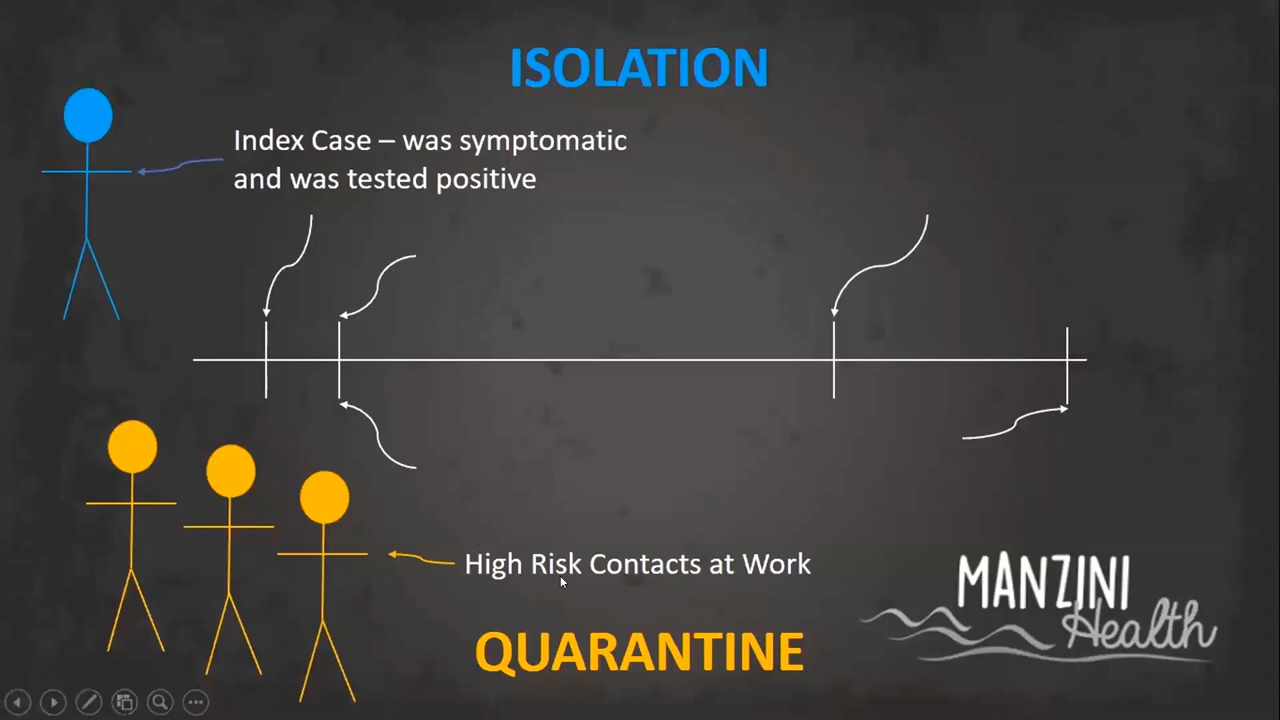 ISOLATION
Index Case – was symptomatic
and was tested positive
High Risk Contacts at Work
QUARANTINE
MANZINI
Health